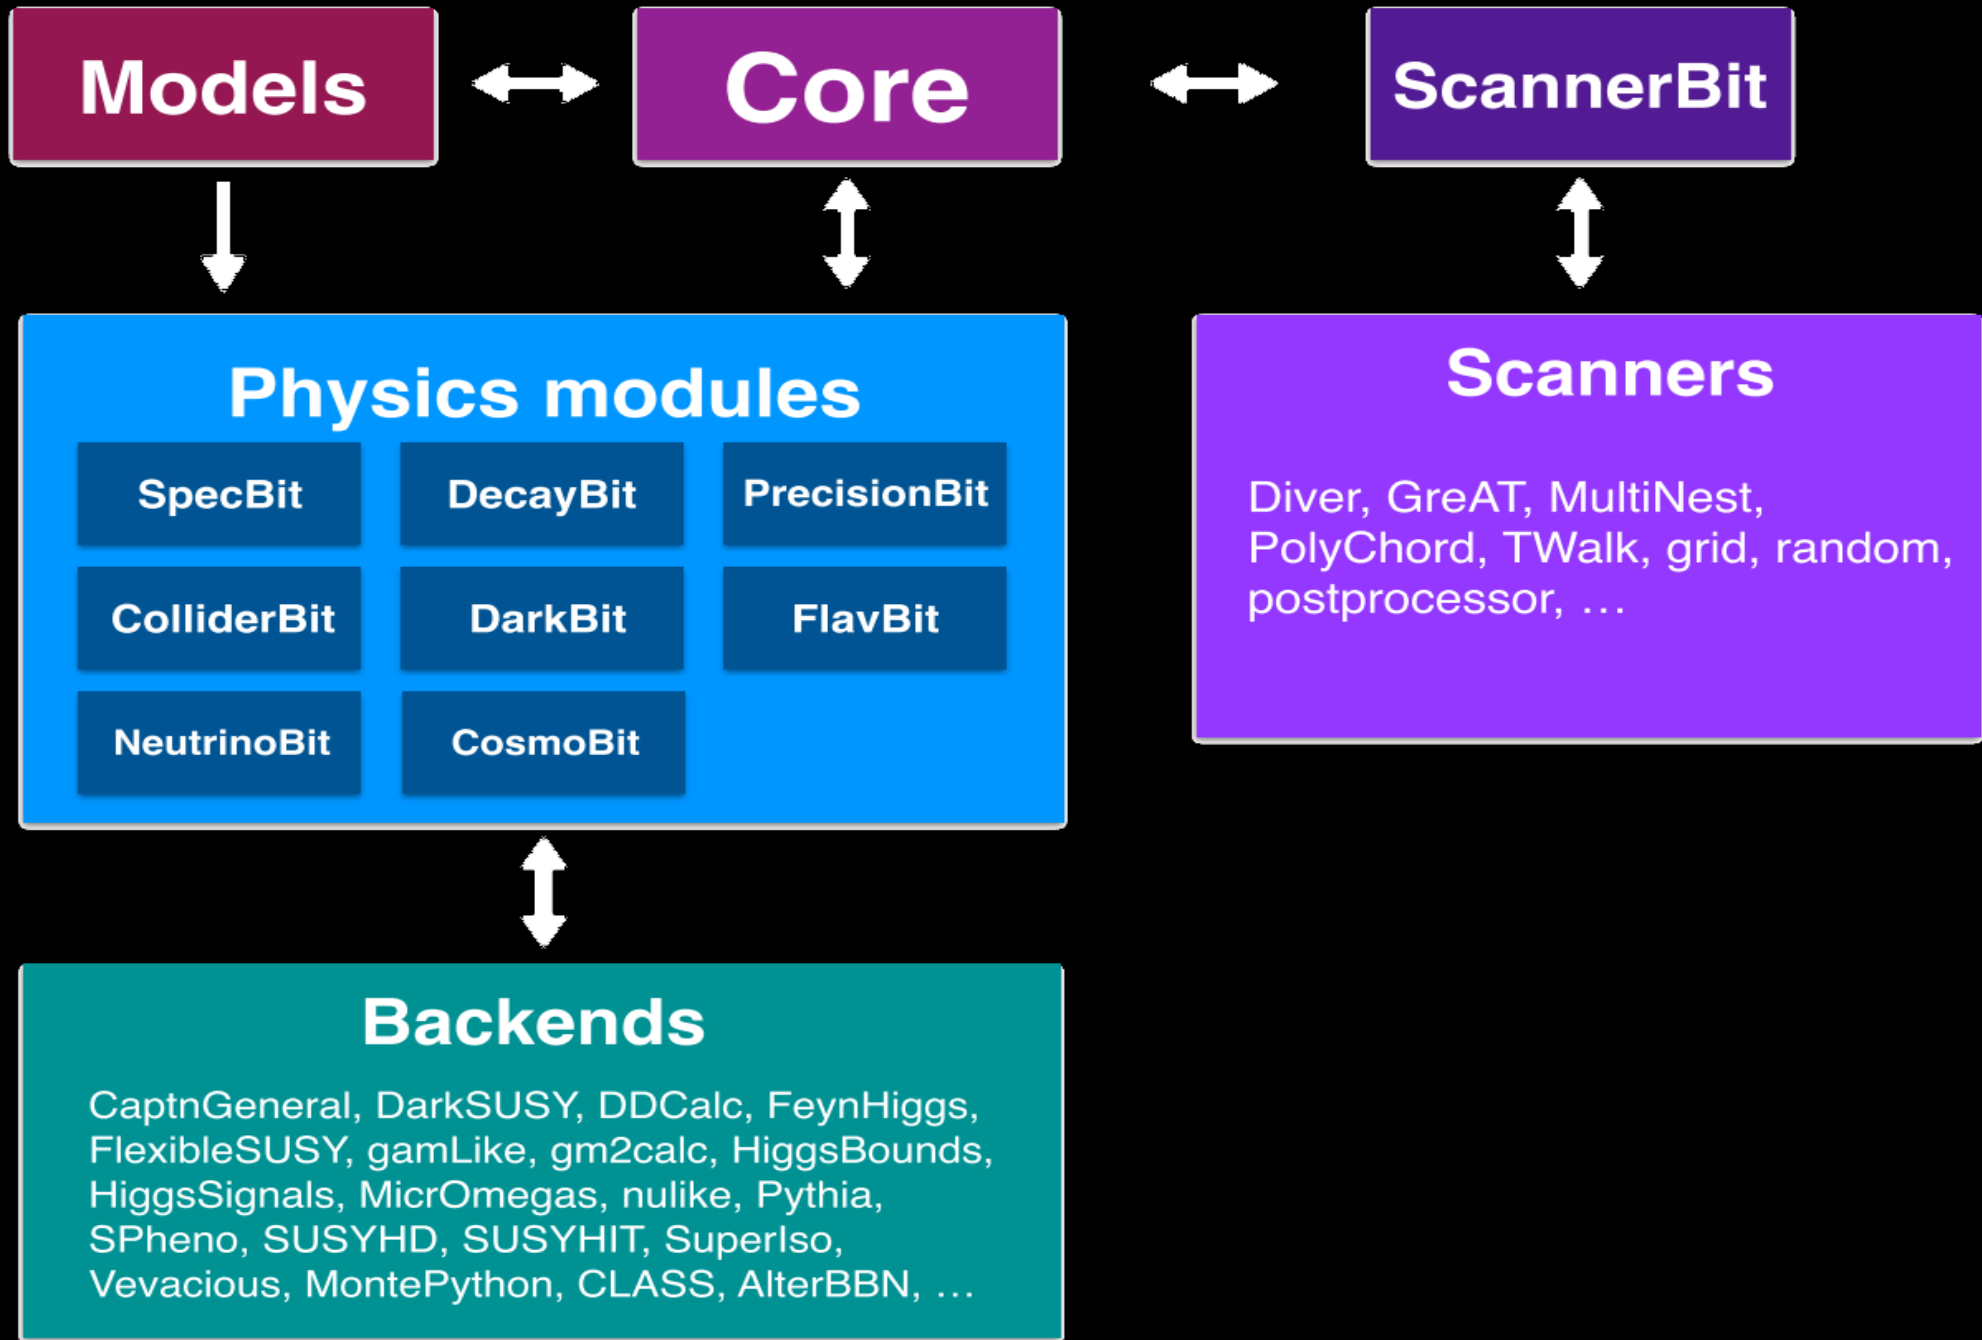 Models
Core
ScannerBit
Physics modules
SpecBit
DecayBit
PrecisionBit
ColliderBit
DarkBit
FlavBit
NeutrinoBit
CosmoBit
Scanners
Diver, GreAT, MultiNest,
PolyChord, TWalk, grid, random,
postprocessor, …
Backends
CaptnGeneral, DarkSUSY, DDCalc, FeynHiggs,
FlexibleSUSY, gamLike, gm2calc, HiggsBounds,
HiggsSignals, MicrOmegas, nulike, Pythia,
SPheno, SUSYHD, SUSYHIT, SuperIso,
Vevacious, MontePython, CLASS, AlterBBN, …